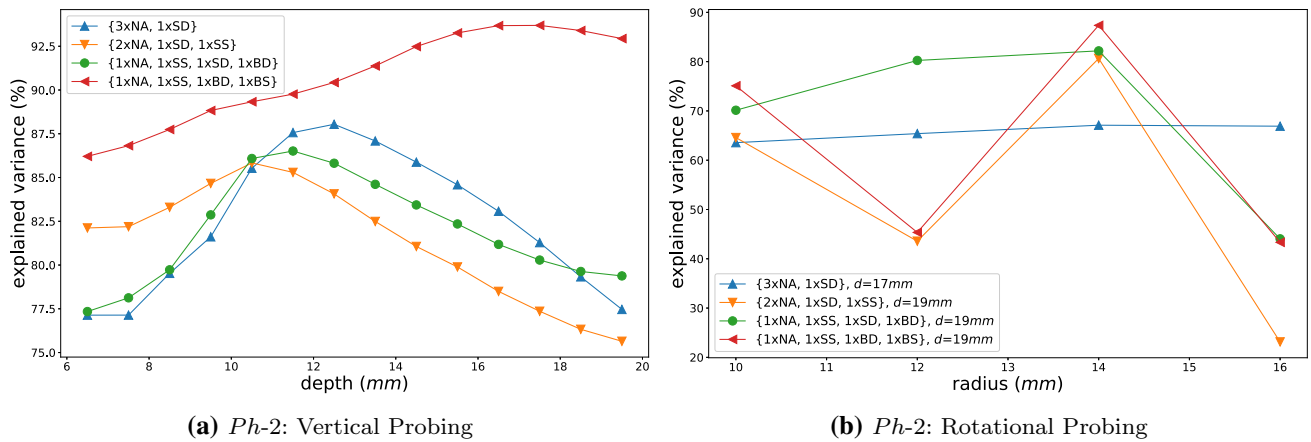 {3xNA, 1xSD}
{2xNA, 1xSD, 1xSS}
{1xNA, 1xSS, 1xSD, 1xBD}
{1xNA, 1xSS, 1xBD, 1xBS}
explained variance (%)
92.5
90.0
87.5
85.0
82.5
80.0
77.5
75.0
6 8 10 12 14 16 18 20
depth (mm)
(a) Ph-2: Vertical Probing
explained variance (%)
90
80
70
60
50
40
30
20
{3xNA, 1xSD}, d=17mm
{2xNA, 1xSD, 1xSS}, d=19mm
{1xNA, 1xSS, 1xSD, 1xBD}, d=19mm
{1xNA, 1xSS, 1xBD, 1xBS}, d=19mm
10 11 12 13 14 15 16
radius (mm)
(b) Ph-2: Rotational Probing